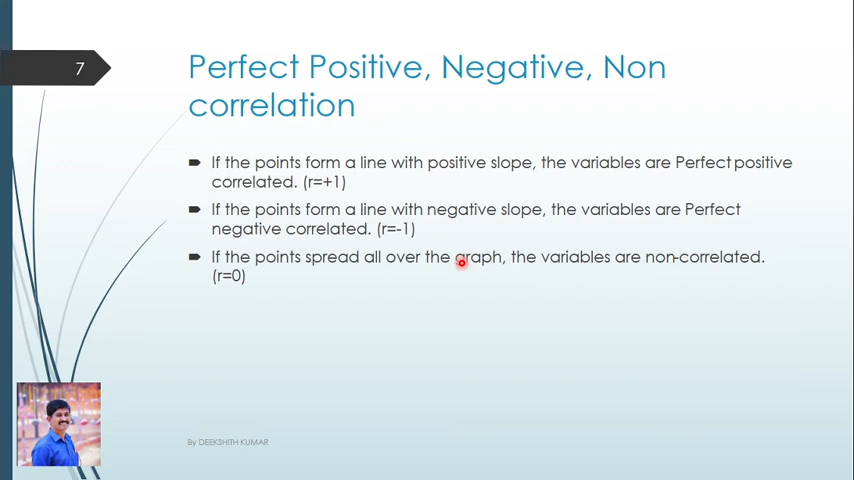 7
Perfect Positive, Negative, Non
correlation
If the points form a line with positive slope, the variables are Perfect positive
correlated. (r=+1)
If the points form a line with negative slope, the variables are Perfect
negative correlated. (r=-1)
If the points spread all over the graph, the variables are non-correlated.
(r=0)
By DEEKSHITH KUMAR